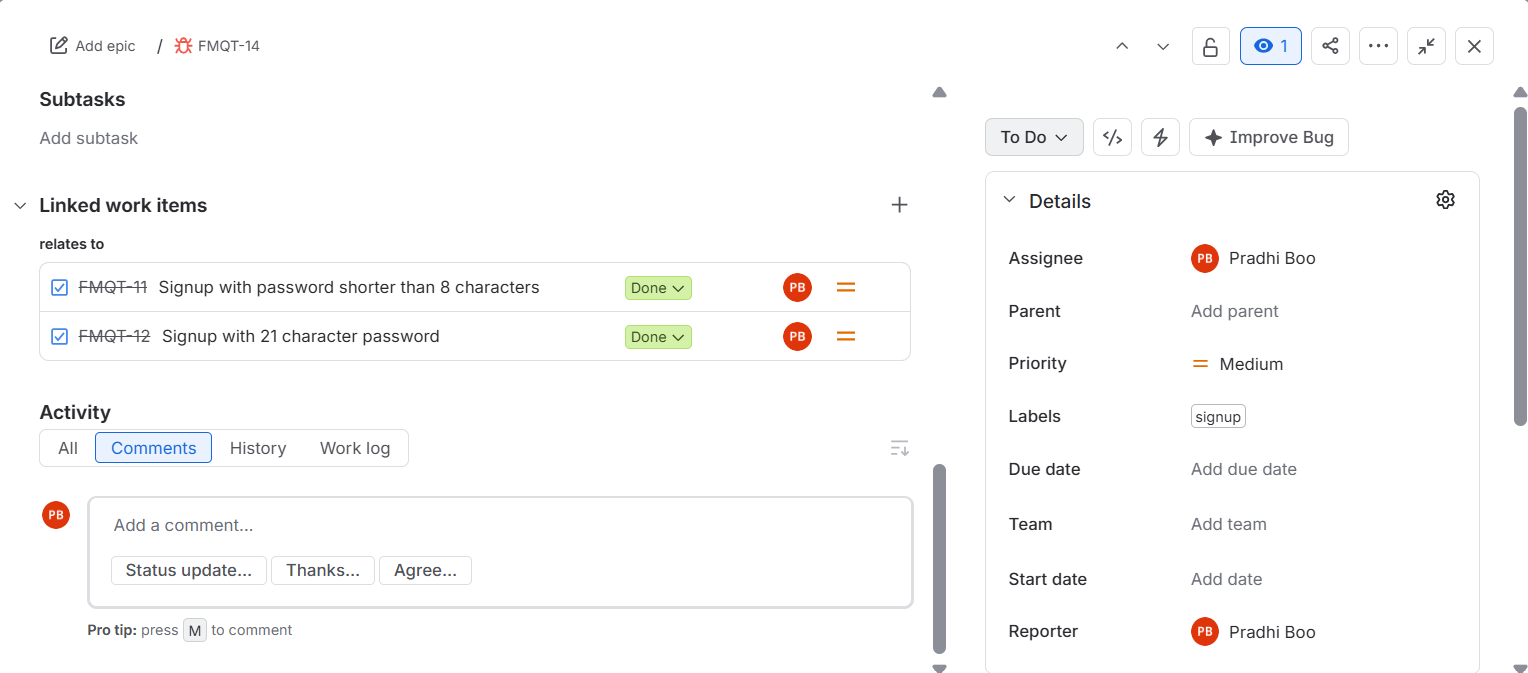 Add epic / FMQT-14
1
Subtasks
Add subtask
Linked work items
relates to
FMQT-11 Signup with password shorter than 8 characters Done PB
FMQT-12 Signup with 21 character password Done PB
Activity
All Comments History Work log
PB
Add a comment...
Status update... Thanks... Agree...
Pro tip: press M to comment
To Do </> Improve Bug
Details
Assignee PB Pradhi Boo
Parent Add parent
Priority Medium
Labels signup
Due date Add due date
Team Add team
Start date Add date
Reporter PB Pradhi Boo